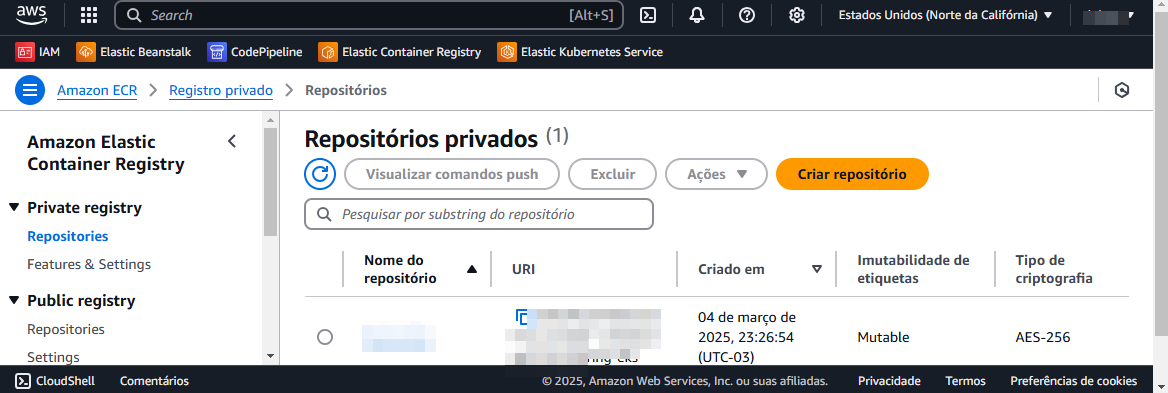 aws
Search
[Alt+S]
Estados Unidos (Norte da Califórnia)
IAM
Elastic Beanstalk
CodePipeline
Elastic Container Registry
Elastic Kubernetes Service
Amazon ECR
Registro privado
Repositórios
Amazon Elastic
Container Registry
Private registry
Repositories
Features & Settings
Public registry
Repositories
Settings
Repositórios privados (1)
Visualizar comandos push
Excluir
Ações
Criar repositório
Pesquisar por substring do repositório
Nome do
repositório
URI
Criado em
Imutabilidade de
etiquetas
Tipo de
criptografia
04 de março de
2025, 23:26:54
(UTC-03)
Mutable
AES-256
CloudShell
Comentários
© 2025, Amazon Web Services, Inc. ou suas afiliadas.
Privacidade
Termos
Preferências de cookies